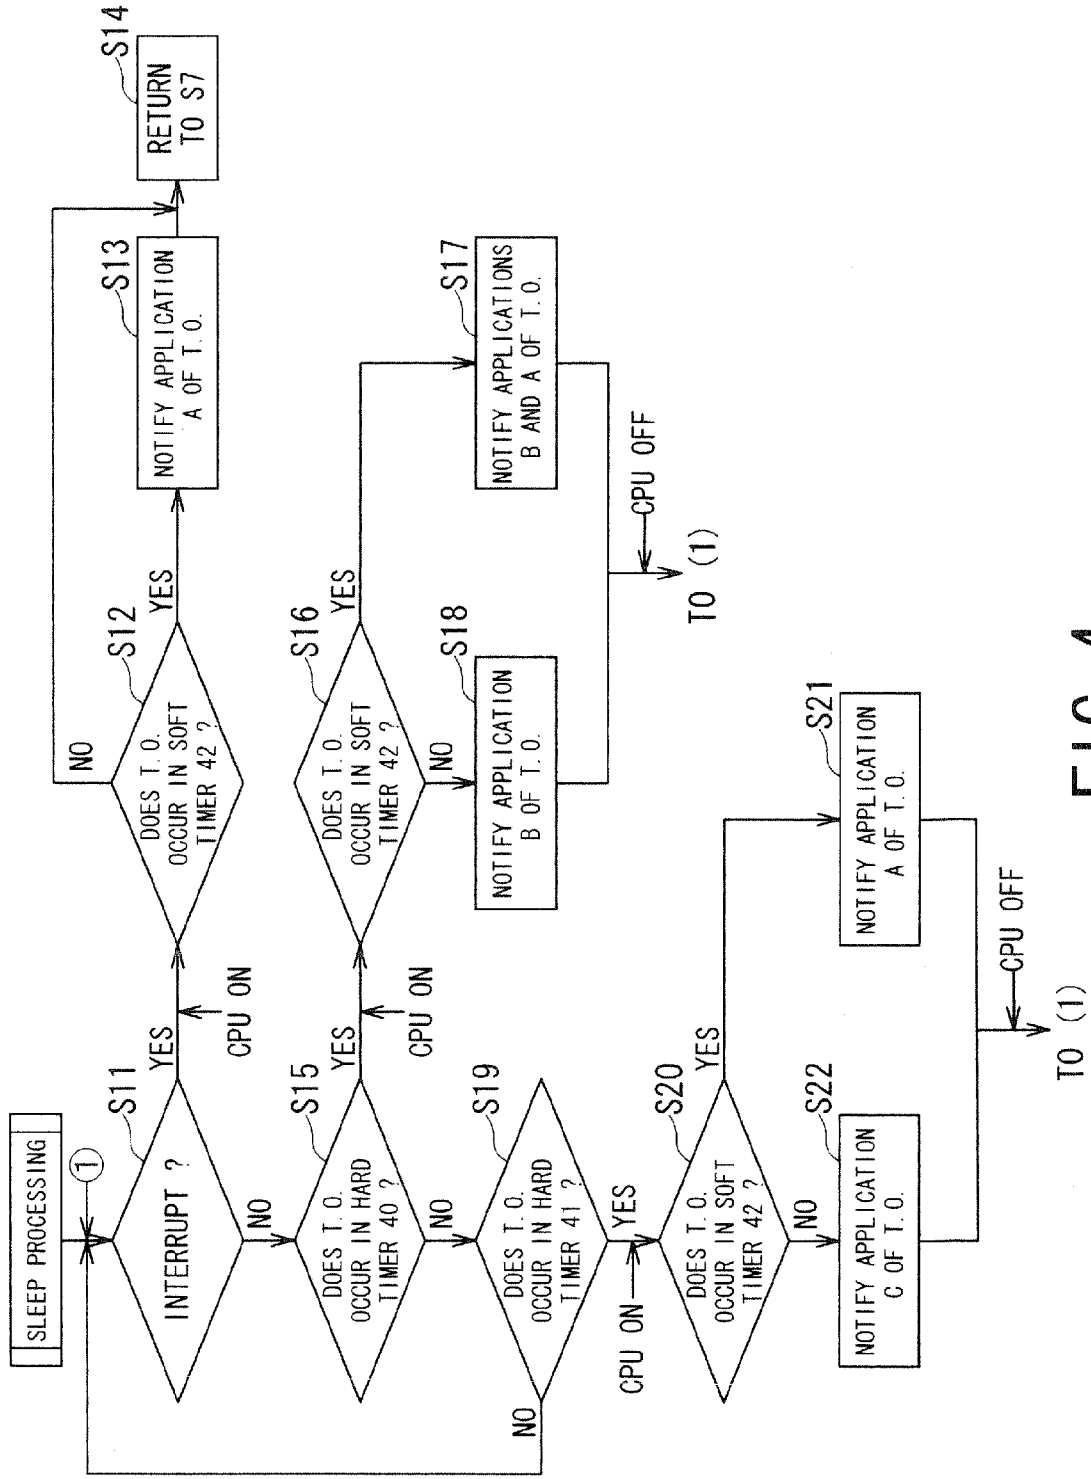 SLEEP PROCESSING
1
S11
INTERRUPT ?
YES
NO
CPU ON
S12
DOES T.O.
OCCUR IN SOFT
TIMER 42 ?
NO
YES
S13
NOTIFY APPLICATION
A OF T.O.
S14
RETURN
TO S7
S15
DOES T.O.
OCCUR IN HARD
TIMER 40 ?
YES
NO
CPU ON
S16
DOES T.O.
OCCUR IN SOFT
TIMER 42 ?
YES
NO
S17
NOTIFY APPLICATIONS
B AND A OF T.O.
S18
NOTIFY APPLICATION
B OF T.O.
CPU OFF
TO (1)
S19
DOES T.O.
OCCUR IN HARD
TIMER 41 ?
NO
YES
CPU ON
S20
DOES T.O.
OCCUR IN SOFT
TIMER 42 ?
YES
NO
S21
NOTIFY APPLICATION
A OF T.O.
S22
NOTIFY APPLICATION
C OF T.O.
CPU OFF
TO (1)
FIG. 4